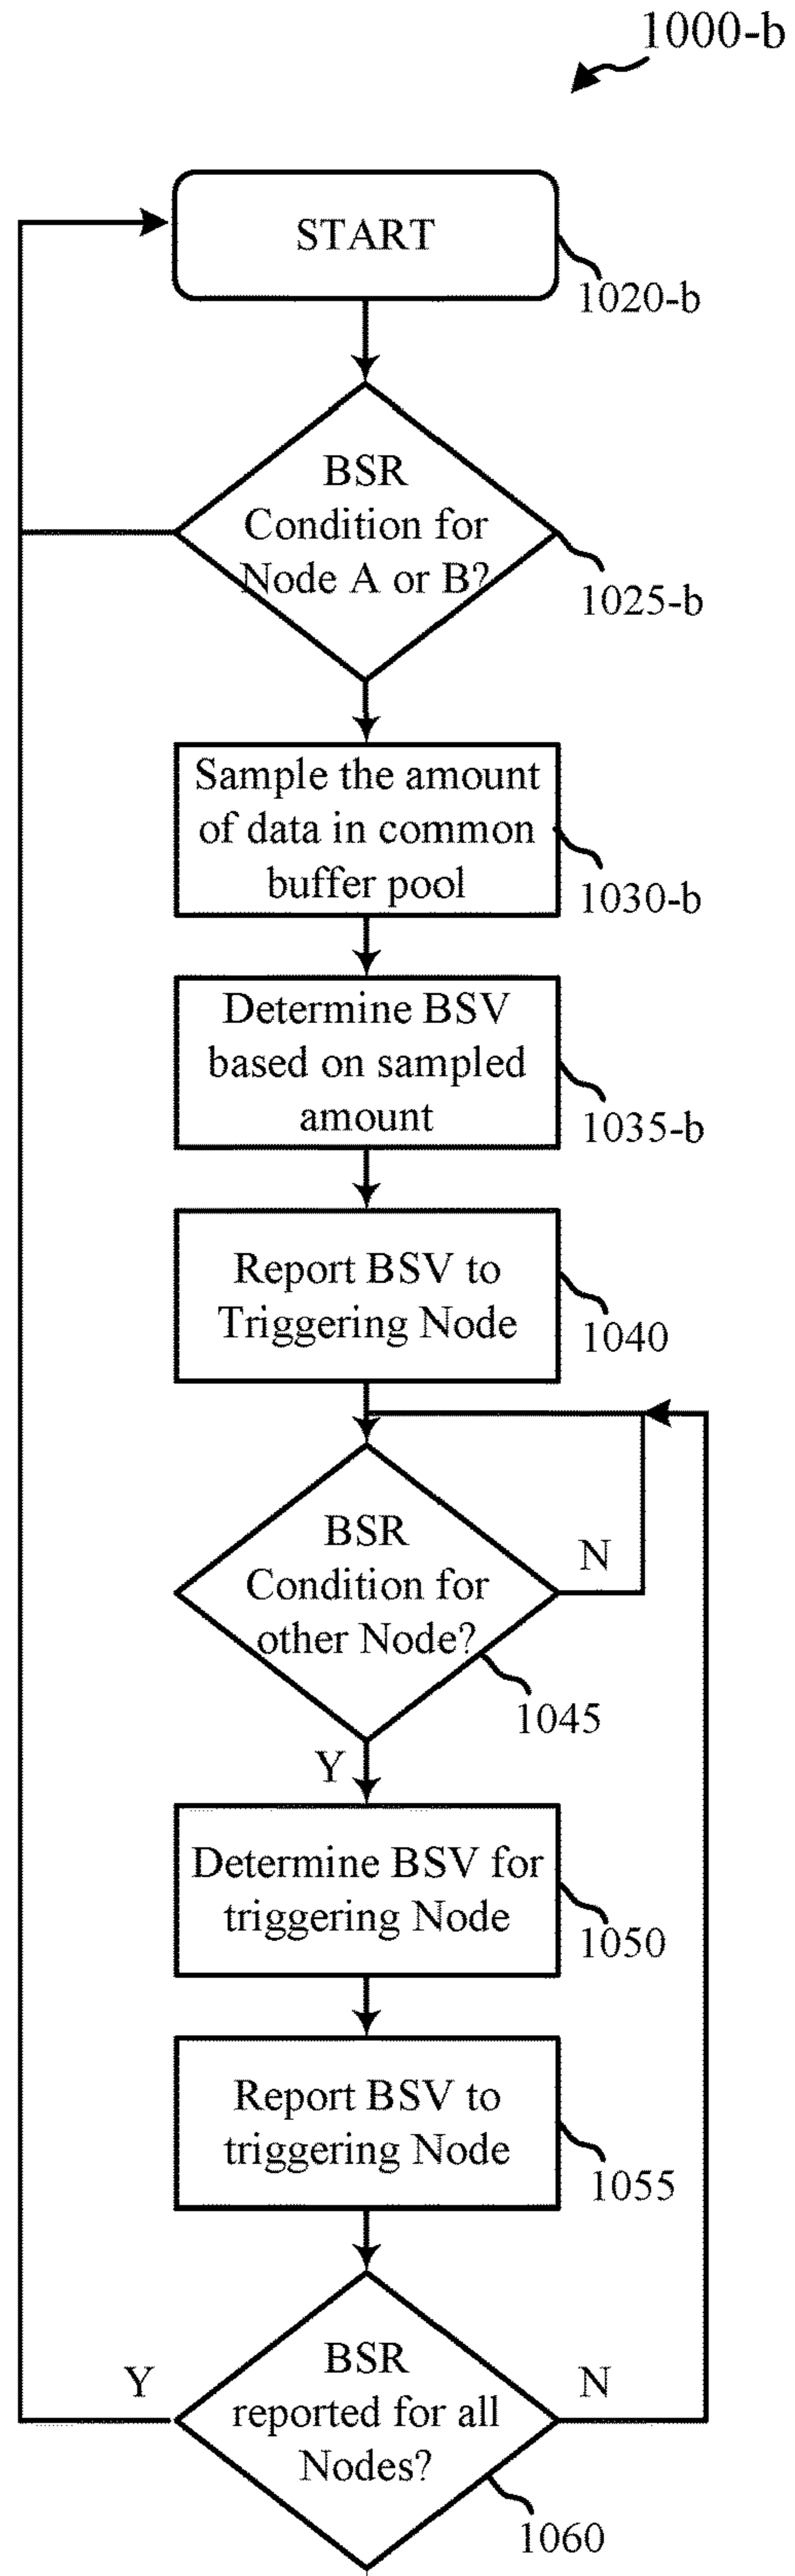 1000-b
START
1020-b
BSR
Condition for
Node A or B?
1025-b
Sample the amount
of data in common
buffer pool
1030-b
Determine BSV
based on sampled
amount
1035-b
Report BSV to
Triggering Node
1040
BSR
Condition for
other Node?
N
1045
Y
Determine BSV for
triggering Node
1050
Report BSV to
triggering Node
1055
Y
BSR
reported for all
Nodes?
N
1060